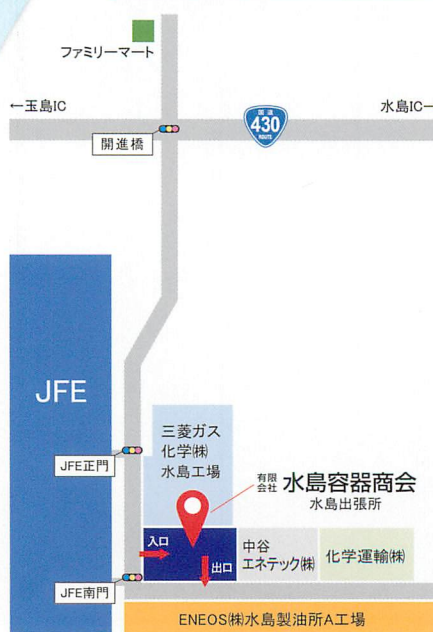 ファミリーマート
←玉島IC
水島IC
国道
430
ROUTE
開進橋
JFE
三菱ガス
化学(株)
水島工場
JFE正門
有限
会社
水島容器商会
水島出張所
入口
出口
中谷
エネテック(株)
化学運輸(株)
JFE南門
ENEOS(株)水島製油所A工場